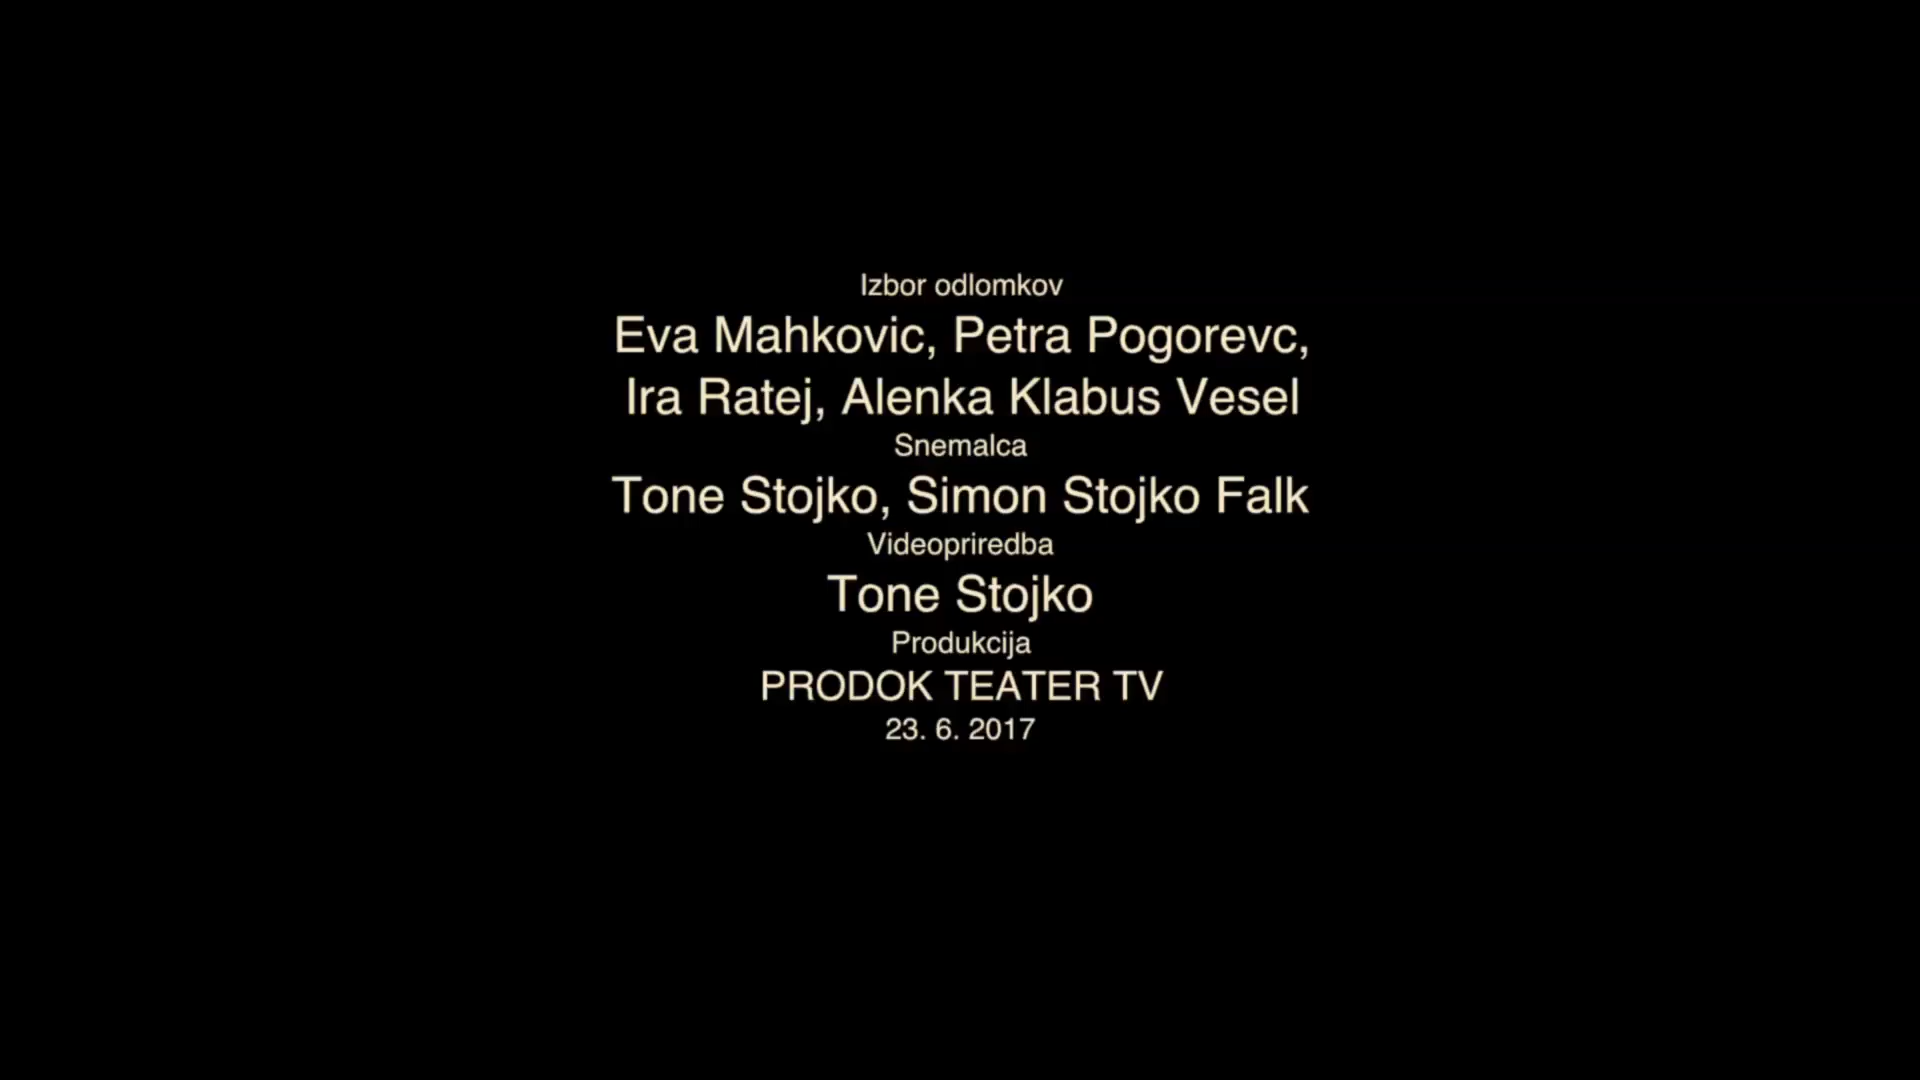 Izbor odlomkov
Eva Mahkovic, Petra Pogorevc,
Ira Ratej, Alenka Klabus Vesel
Snemalca
Tone Stojko, Simon Stojko Falk
Videopriredba
Tone Stojko
Produkcija
PRODOK TEATER TV
23. 6. 2017